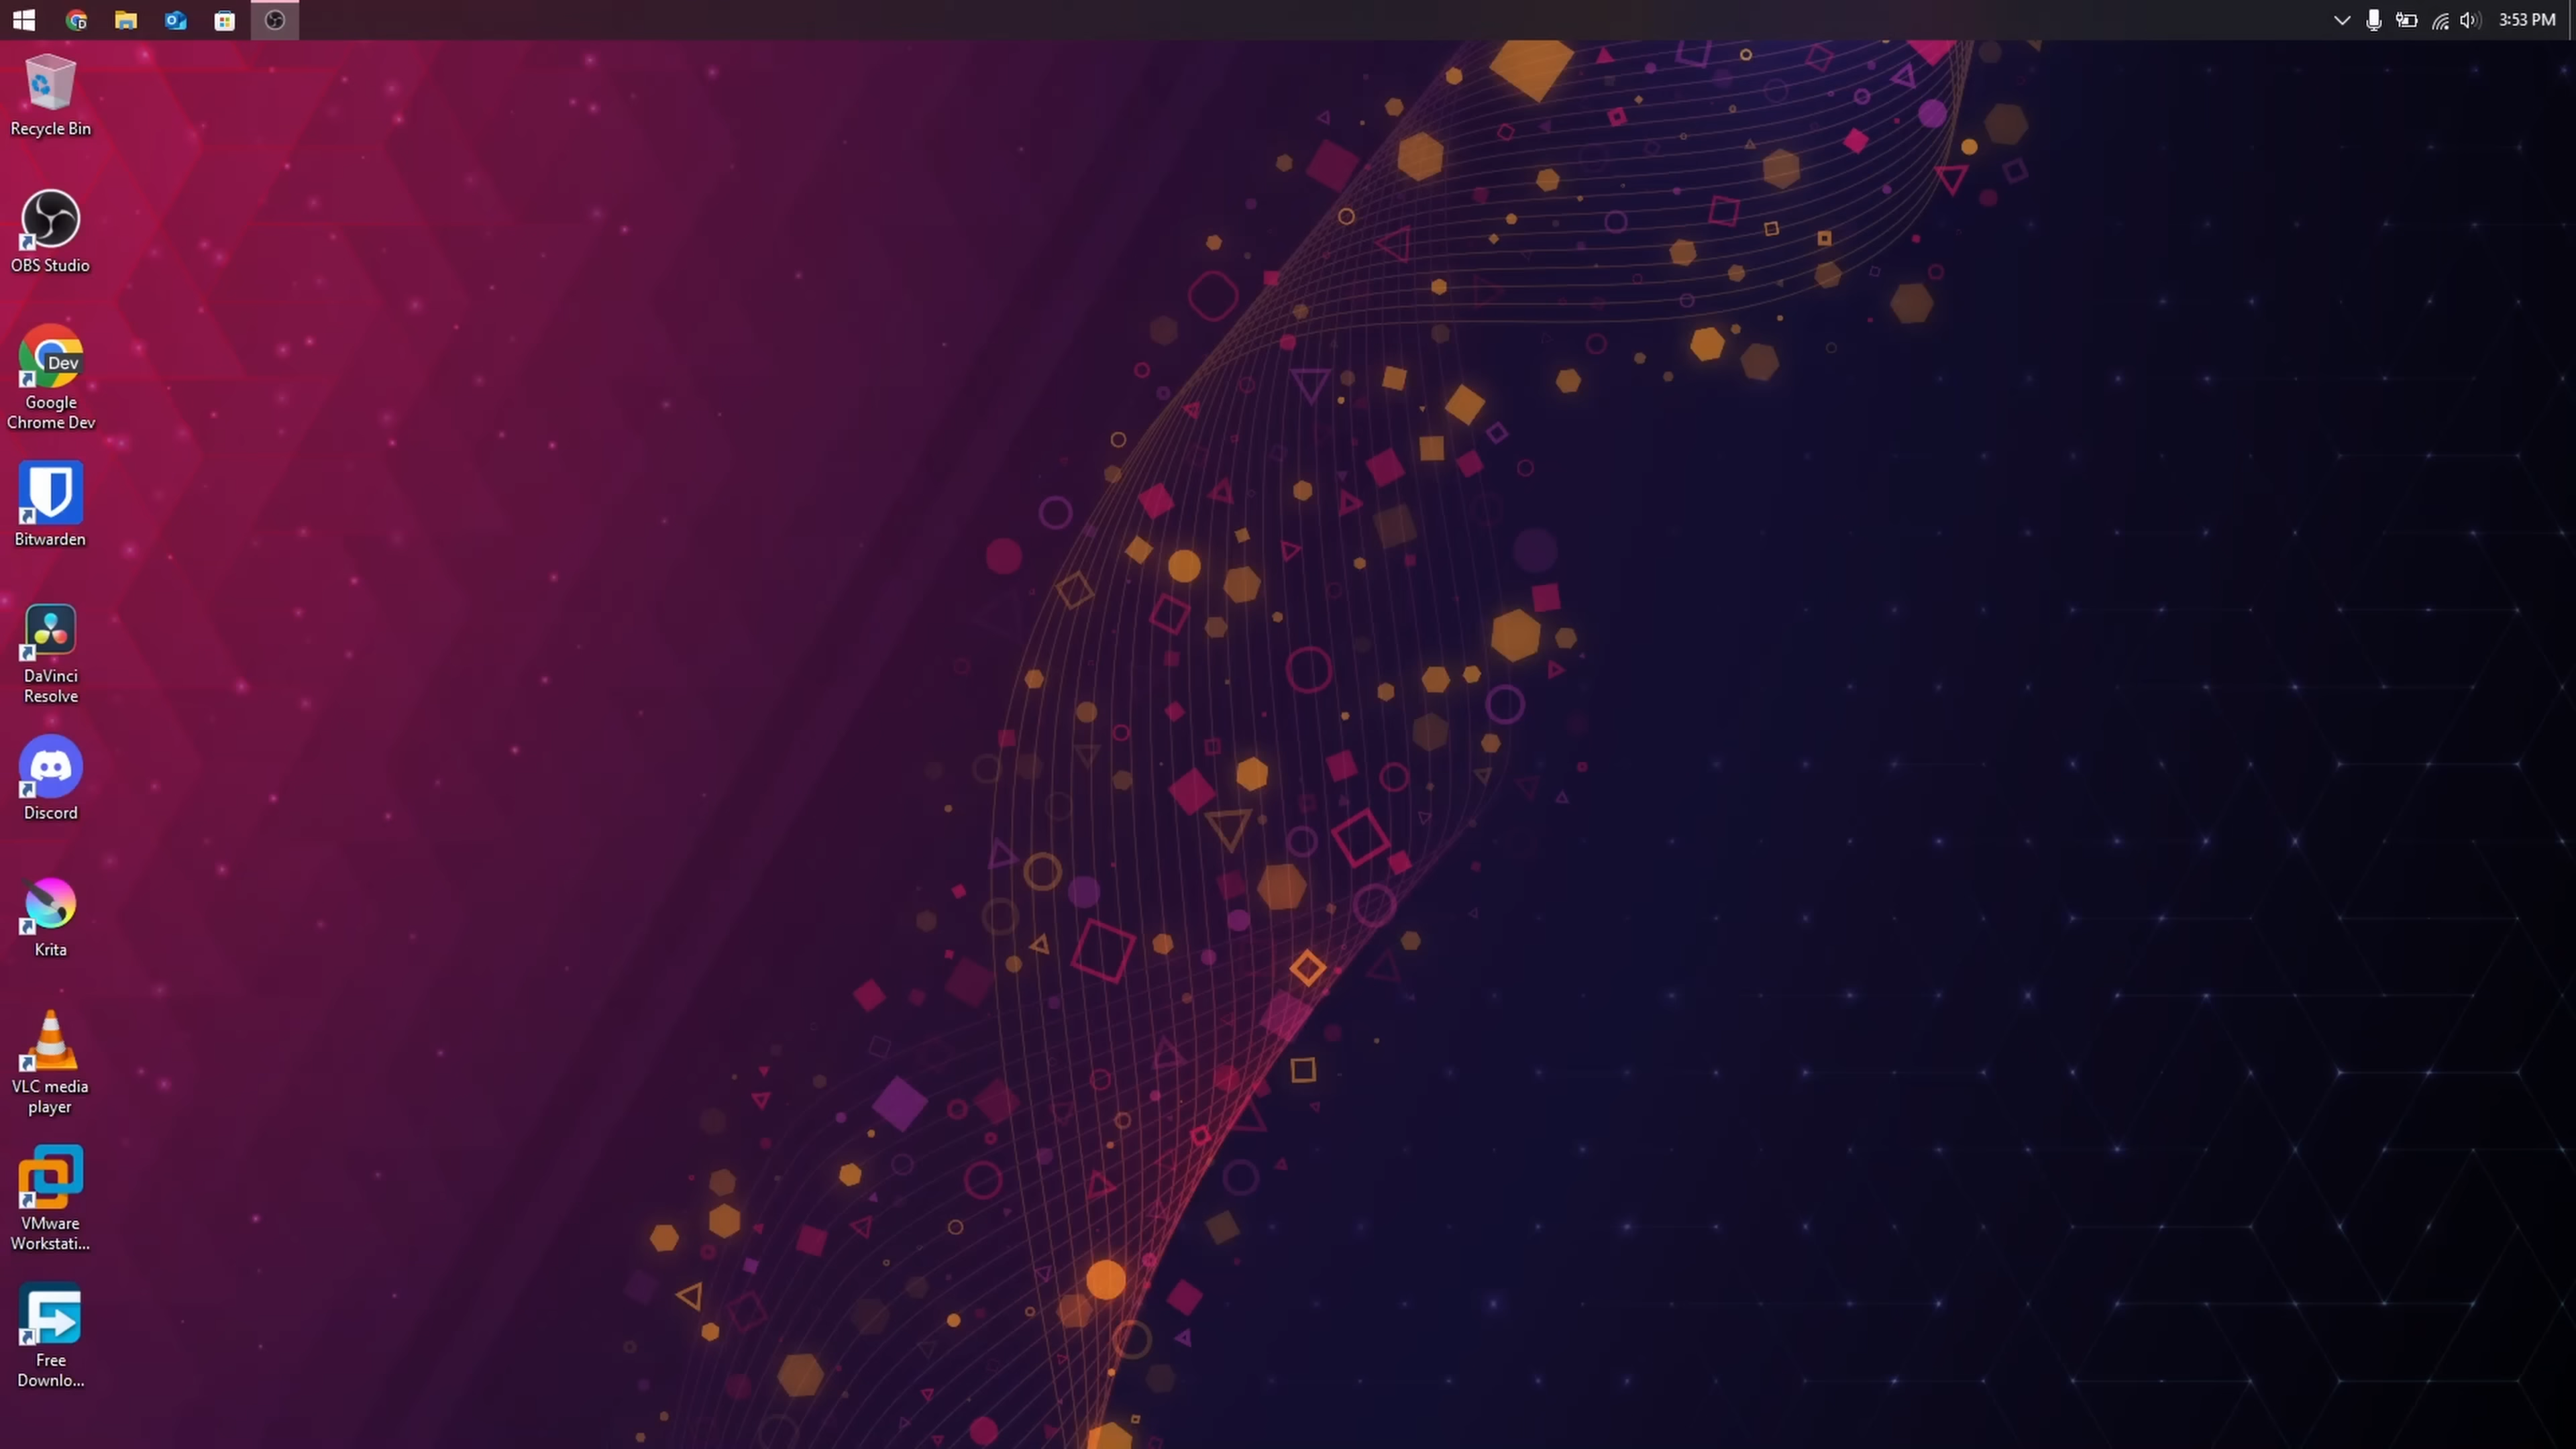 3:53 PM
Recycle Bin
OBS Studio
Dev
Google
Chrome Dev
Bitwarden
DaVinci
Resolve
Discord
Krita
VLC media
player
VMware
Workstati...
Free
Downlo...